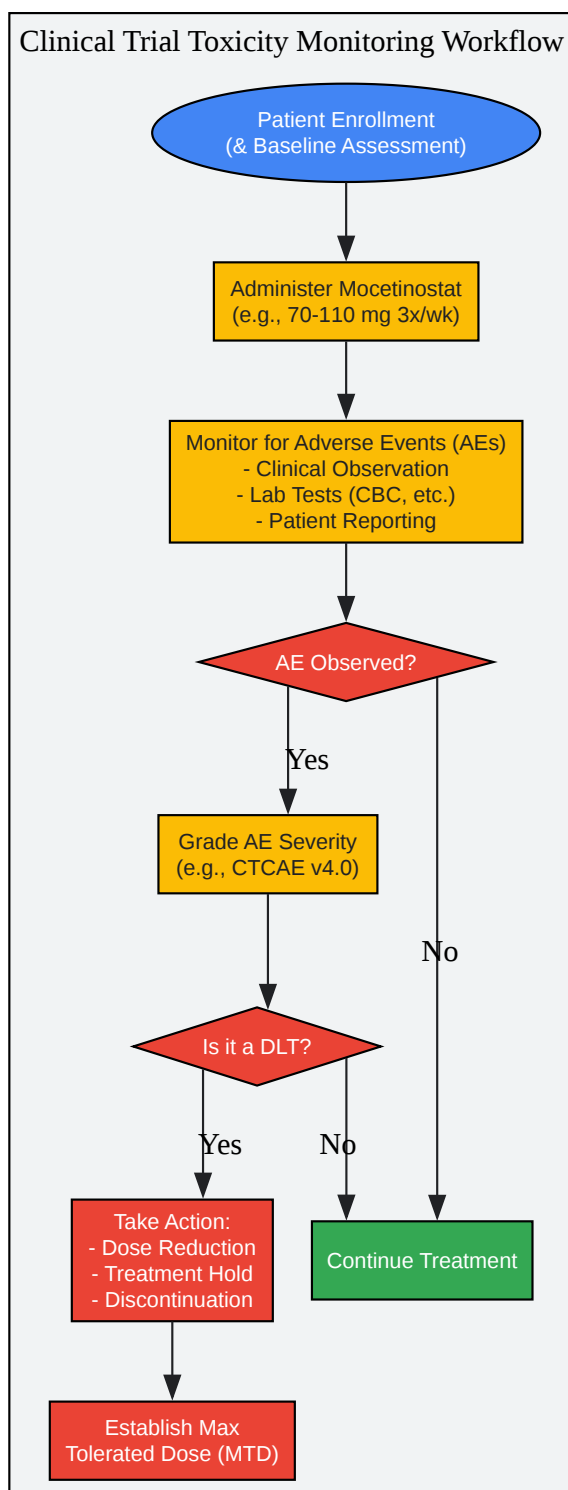 Clinical Trial Toxicity Monitoring Workflow
Patient Enrollment
(& Baseline Assessment)
Administer Mocetinostat
(e.g., 70-110 mg 3x/wk)
Monitor for Adverse Events (AEs)
- Clinical Observation
- Lab Tests (CBC, etc.)
- Patient Reporting
AE Observed?
Yes
Grade AE Severity
(e.g., CTCAE v4.0)
No
Is it a DLT?
Yes
No
Take Action:
- Dose Reduction
- Treatment Hold
- Discontinuation
Continue Treatment
Establish Max
Tolerated Dose (MTD)